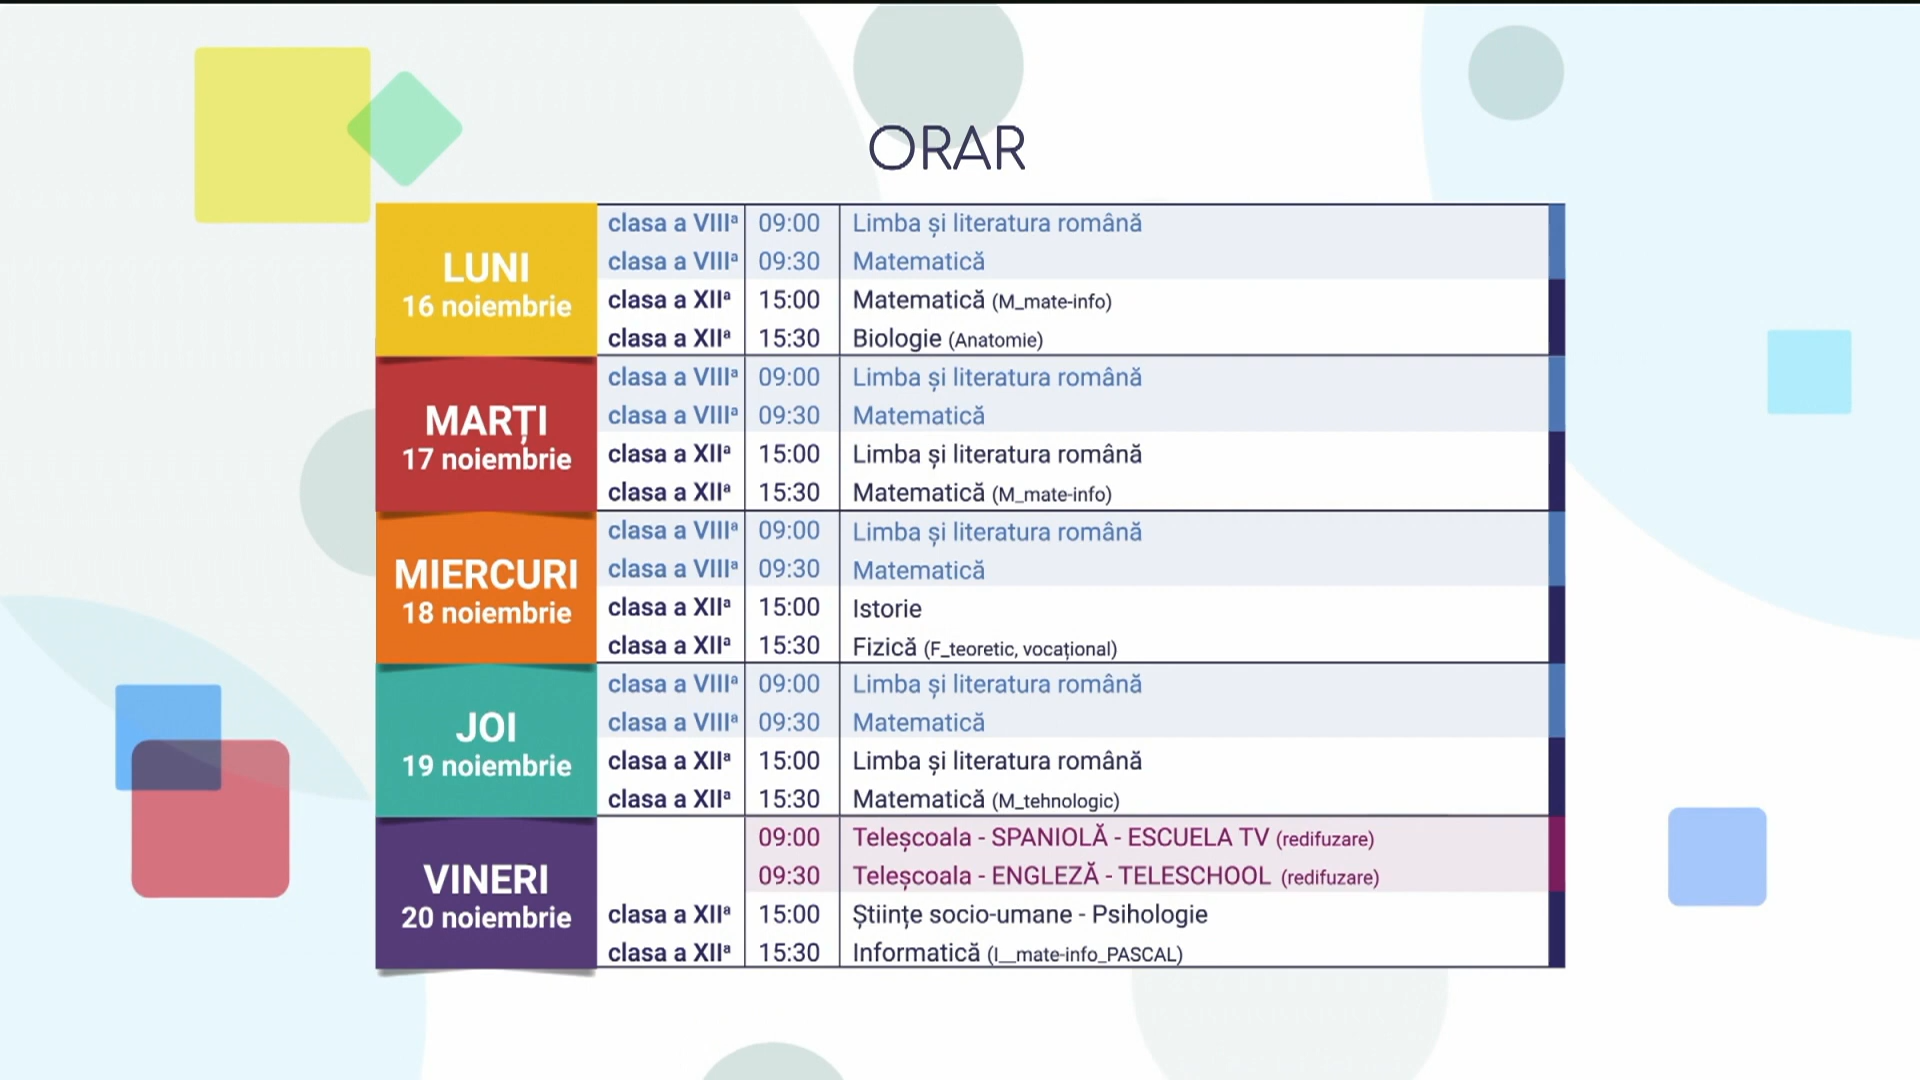 ORAR
LUNI
16 noiembrie
clasa a VIIIª 09:00 Limba și literatura română
clasa a VIIIª 09:30 Matematică
clasa a XIIª 15:00 Matematică (M_mate-info)
clasa a XIIª 15:30 Biologie (Anatomie)
MARȚI
17 noiembrie
clasa a VIIIª 09:00 Limba și literatura română
clasa a VIIIª 09:30 Matematică
clasa a XIIª 15:00 Limba și literatura română
clasa a XIIª 15:30 Matematică (M_mate-info)
MIERCURI
18 noiembrie
clasa a VIIIª 09:00 Limba și literatura română
clasa a VIIIª 09:30 Matematică
clasa a XIIª 15:00 Istorie
clasa a XIIª 15:30 Fizică (F_teoretic, vocațional)
JOI
19 noiembrie
clasa a VIIIª 09:00 Limba și literatura română
clasa a VIIIª 09:30 Matematică
clasa a XIIª 15:00 Limba și literatura română
clasa a XIIª 15:30 Matematică (M_tehnologic)
VINERI
20 noiembrie
09:00 Teleșcoala - SPANIOLĂ - ESCUELA TV (redifuzare)
09:30 Teleșcoala - ENGLEZĂ - TELESCHOOL (redifuzare)
clasa a XIIª 15:00 Științe socio-umane - Psihologie
clasa a XIIª 15:30 Informatică (I__mate-info_PASCAL)